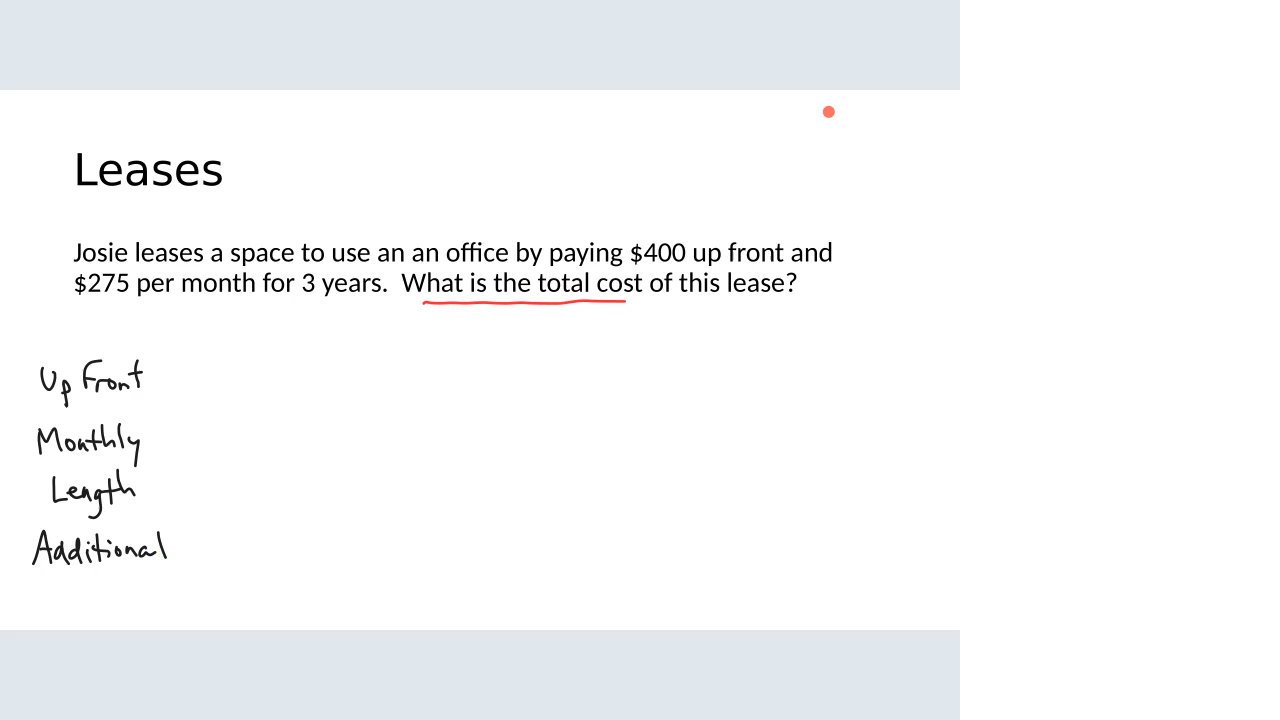 Leases
Josie leases a space to use an an office by paying $400 up front and
$275 per month for 3 years.  What is the total cost of this lease?
Up Front
Monthly
Length
Additional